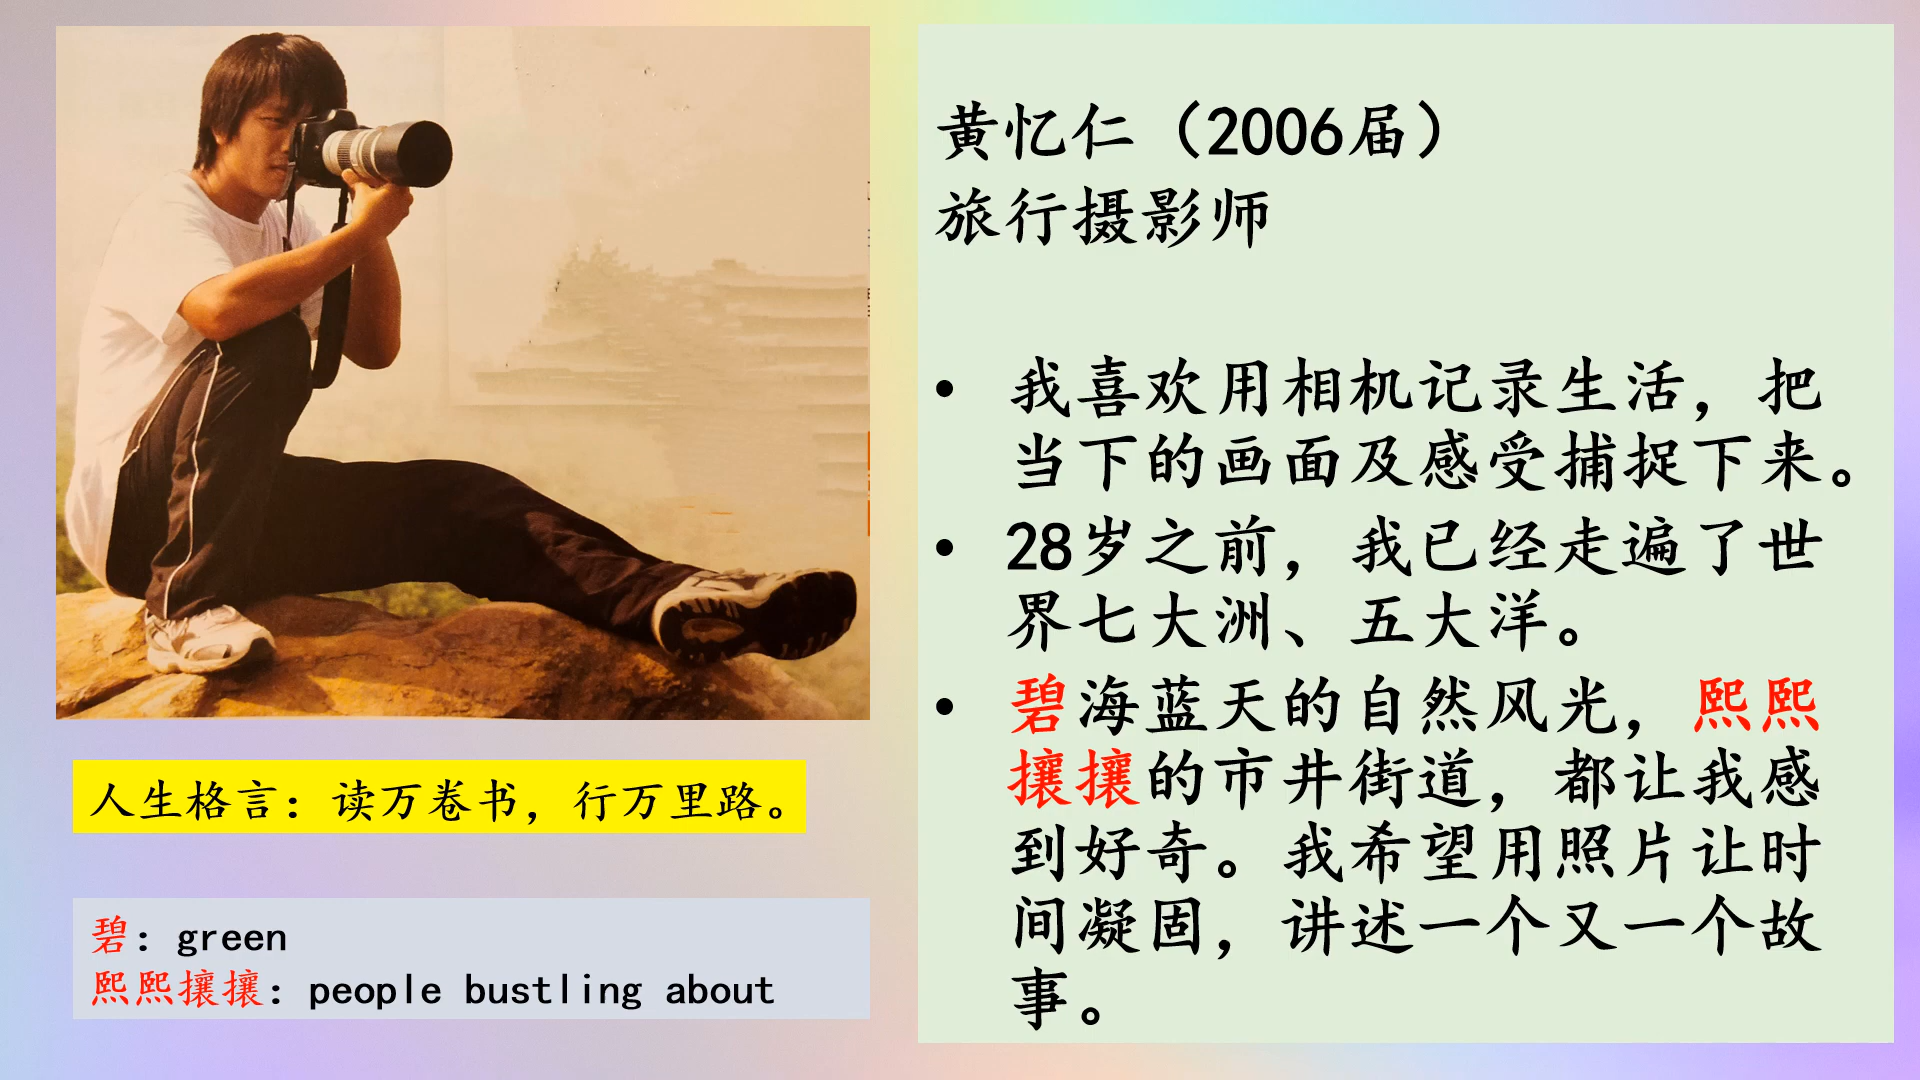 黄忆仁（2006届）
旅行摄影师
• 我喜欢用相机记录生活，把
当下的画面及感受捕捉下来。
• 28岁之前，我已经走遍了世
界七大洲、五大洋。
• 碧海蓝天的自然风光，熙熙
攘攘的市井街道，都让我感
到好奇。我希望用照片让时
间凝固，讲述一个又一个故
事。
人生格言：读万卷书，行万里路。
碧：green
熙熙攘攘：people bustling about